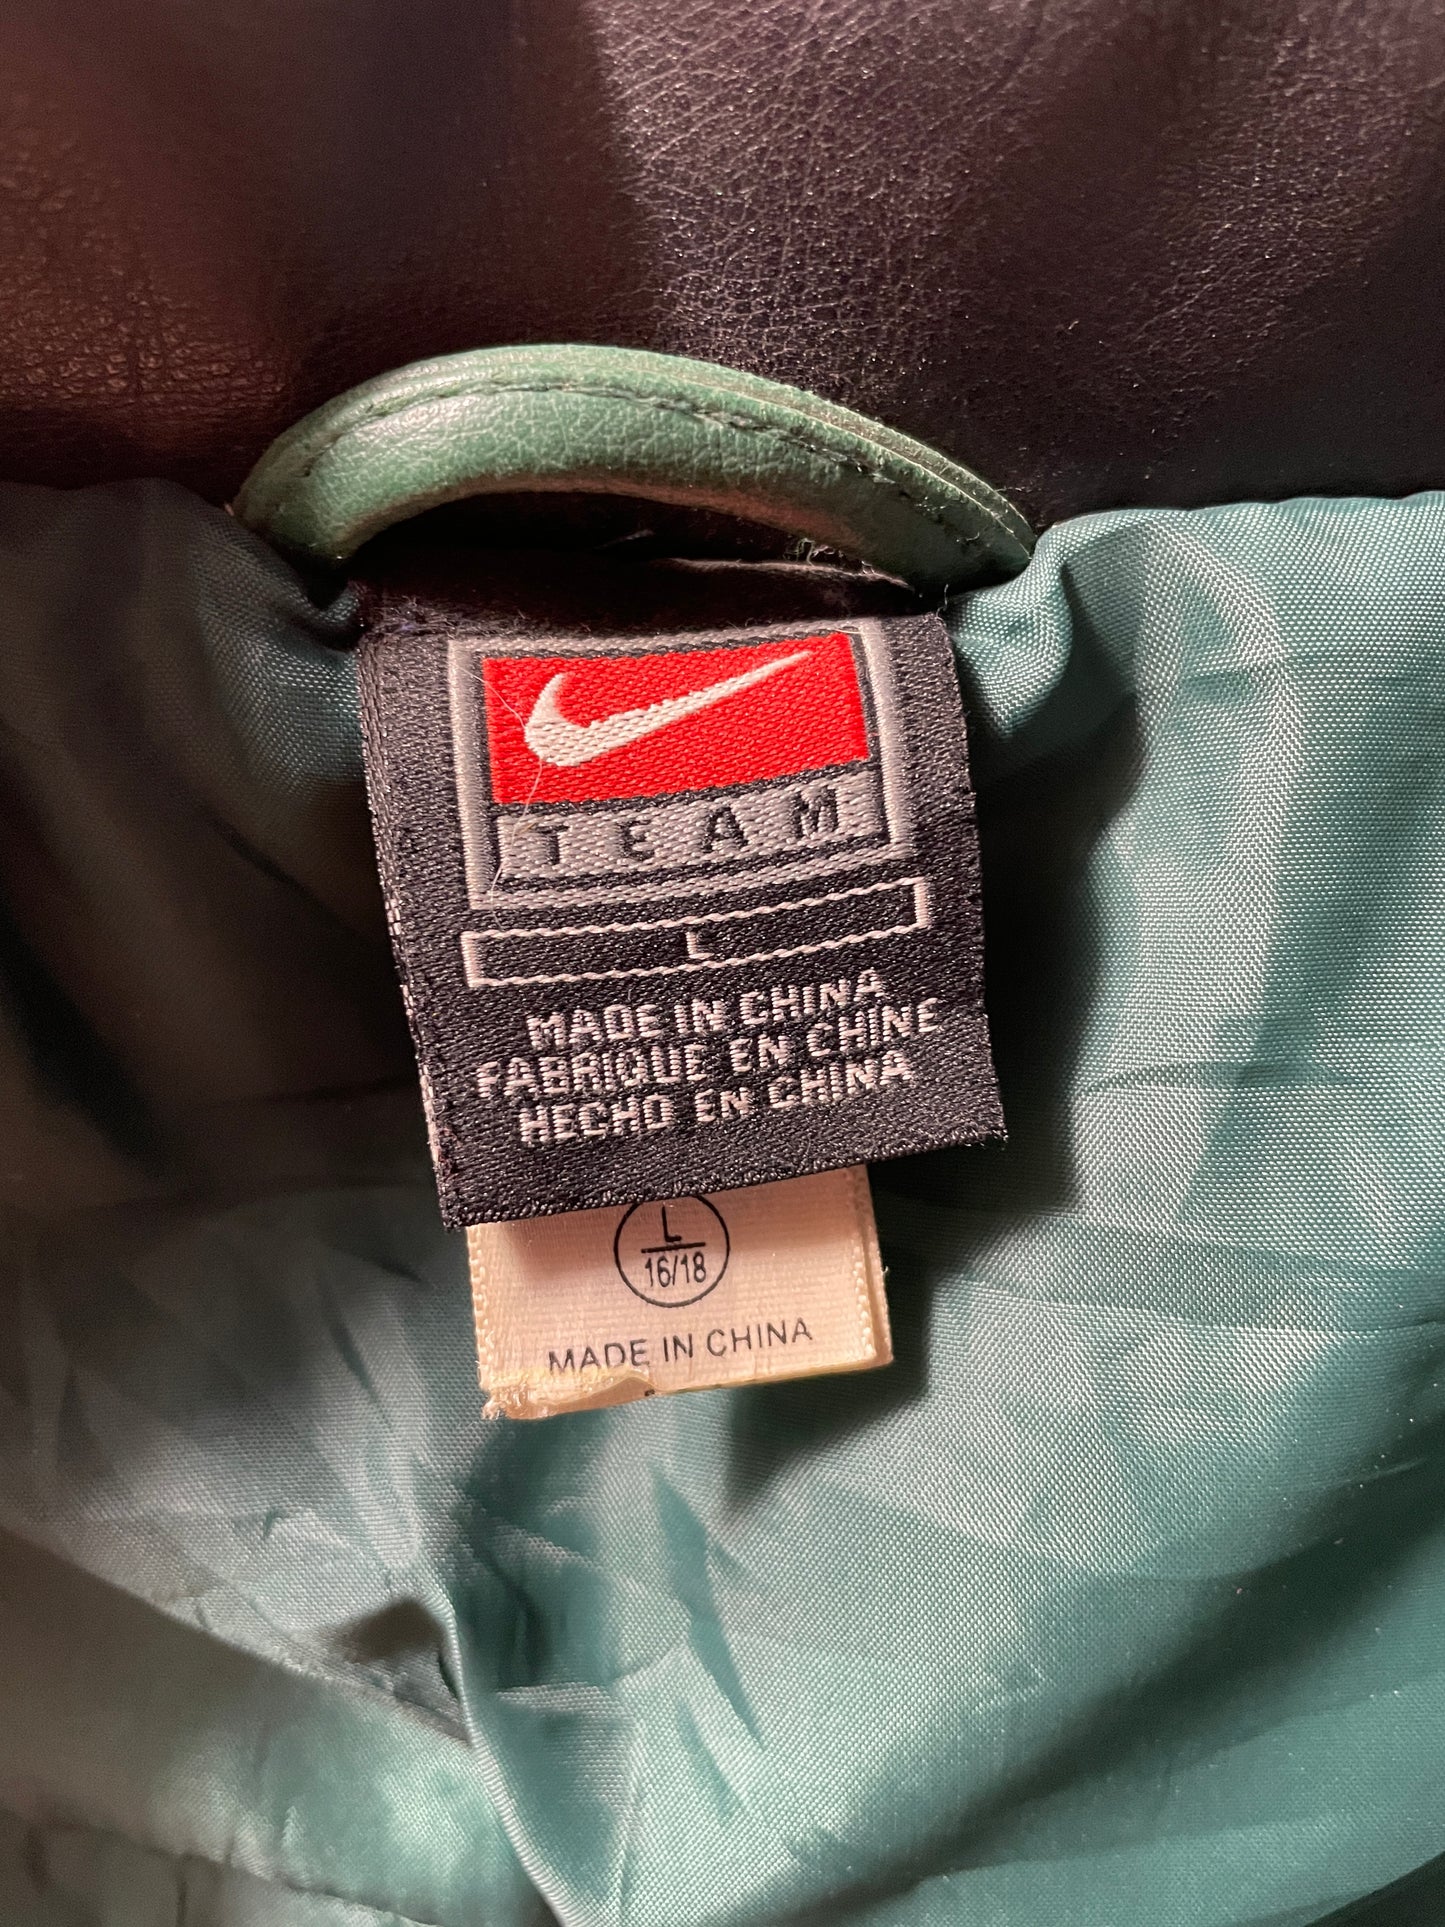 TEAM
L
MADE IN CHINA
FABRIQUE EN CHINE
HECHO EN CHINA
L
16/18
MADE IN CHINA